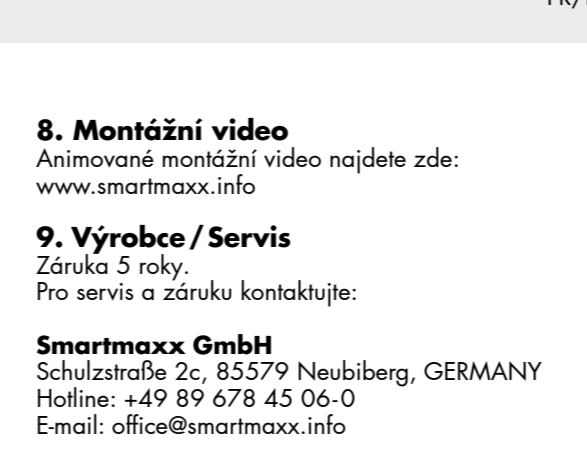 8. Montážní video
Animované montážní video najdete zde:
www.smartmaxx.info
9. Výrobce / Servis
Záruka 5 roky.
Pro servis a záruku kontaktujte:
Smartmaxx GmbH
Schulzstraße 2c, 85579 Neubiberg, GERMANY
Hotline: +49 89 678 45 06-0
E-mail: office@smartmaxx.info